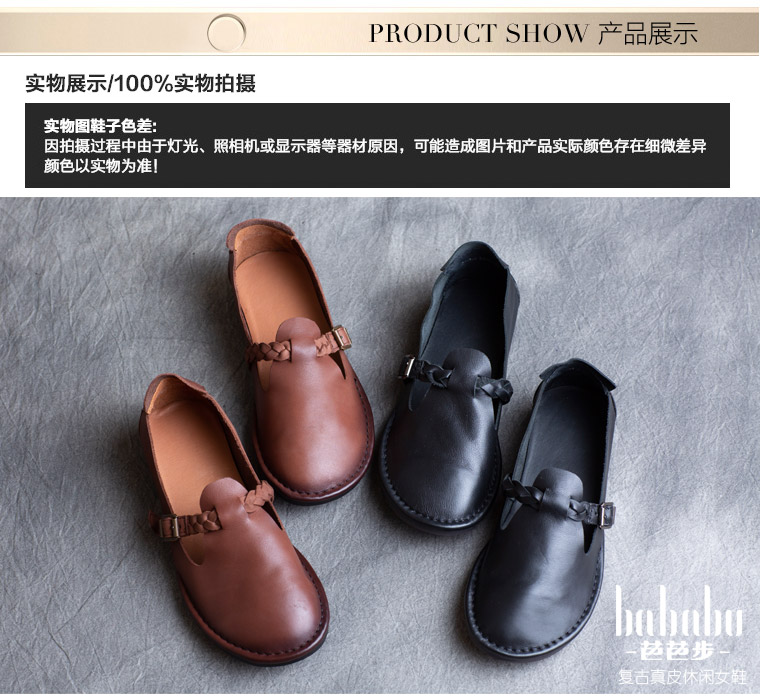 PRODUCT SHOW 产品展示
实物展示/100%实物拍摄
实物图鞋子色差:
因拍摄过程中由于灯光、照相机或显示器等器材原因，可能造成图片和产品实际颜色存在细微差异
颜色以实物为准!
bababu
-芭芭步-
复古真皮休闲女鞋